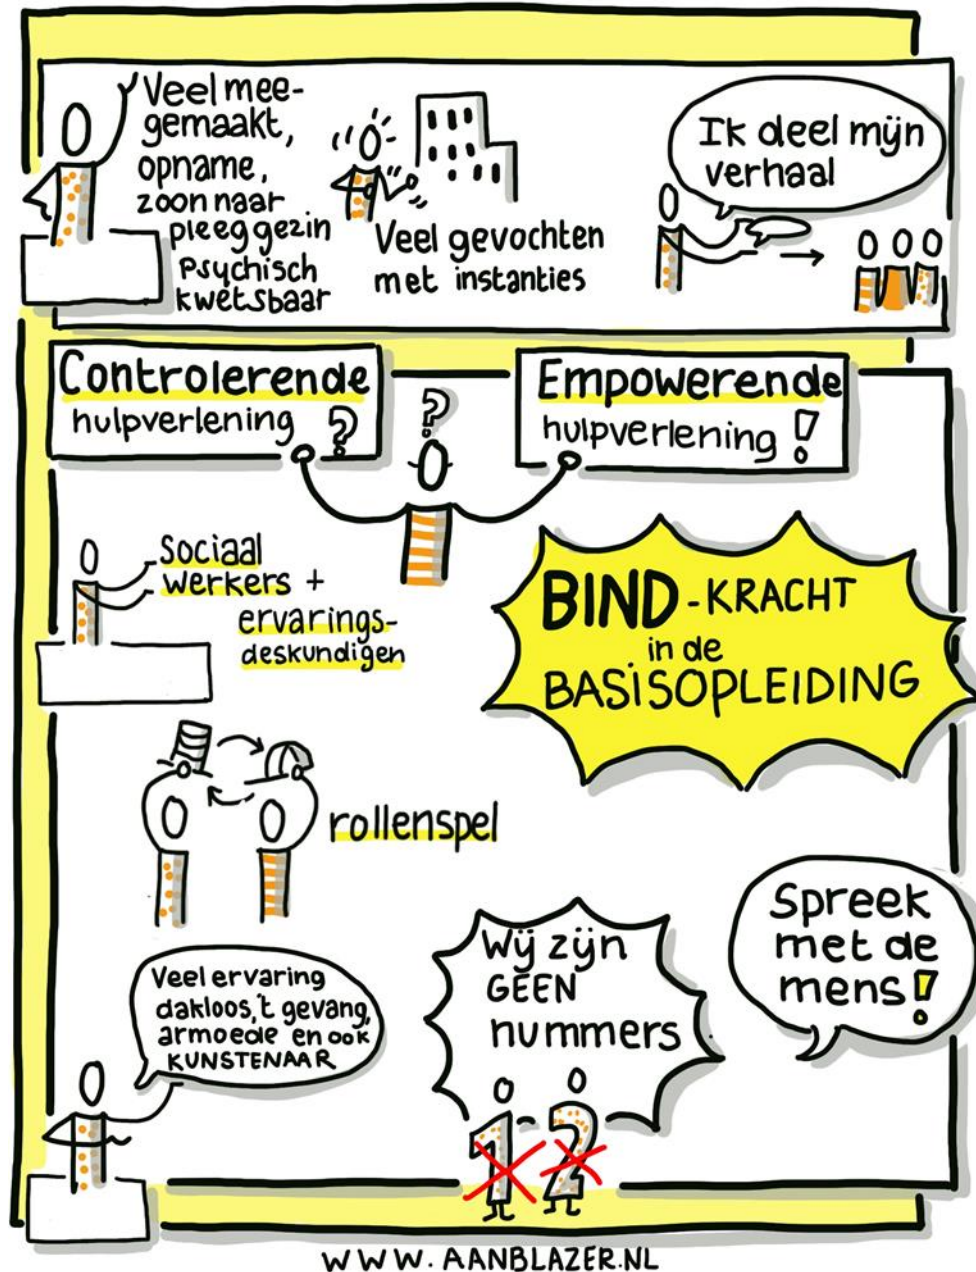 Veel mee-
gemaakt,
opname,
zoon naar
pleeggezin
Psychisch
kwetsbaar
Veel gevochten
met instanties
Ik deel mijn
verhaal
Controlerende
hulpverlening ?
?
Empowerende
hulpverlening !
Sociaal
werkers +
ervarings-
deskundigen
BIND-KRACHT
in de
BASISOPLEIDING
rollenspel
Veel ervaring
dakloos, 't gevang,
armoede en ook
KUNSTENAAR
Wij zijn
GEEN
nummers
1 2
Spreek
met de
mens!
WWW.AANBLAZER.NL